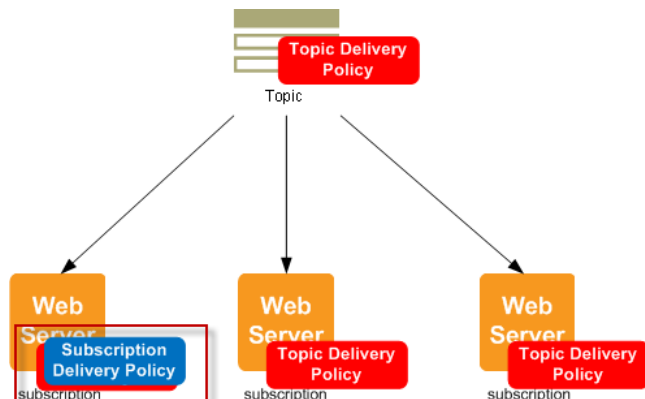 Topic Delivery
Policy
Topic
Web
Server
Subscription
Delivery Policy
subscription
Web
Server
Topic Delivery
Policy
subscription
Web
Server
Topic Delivery
Policy
subscription